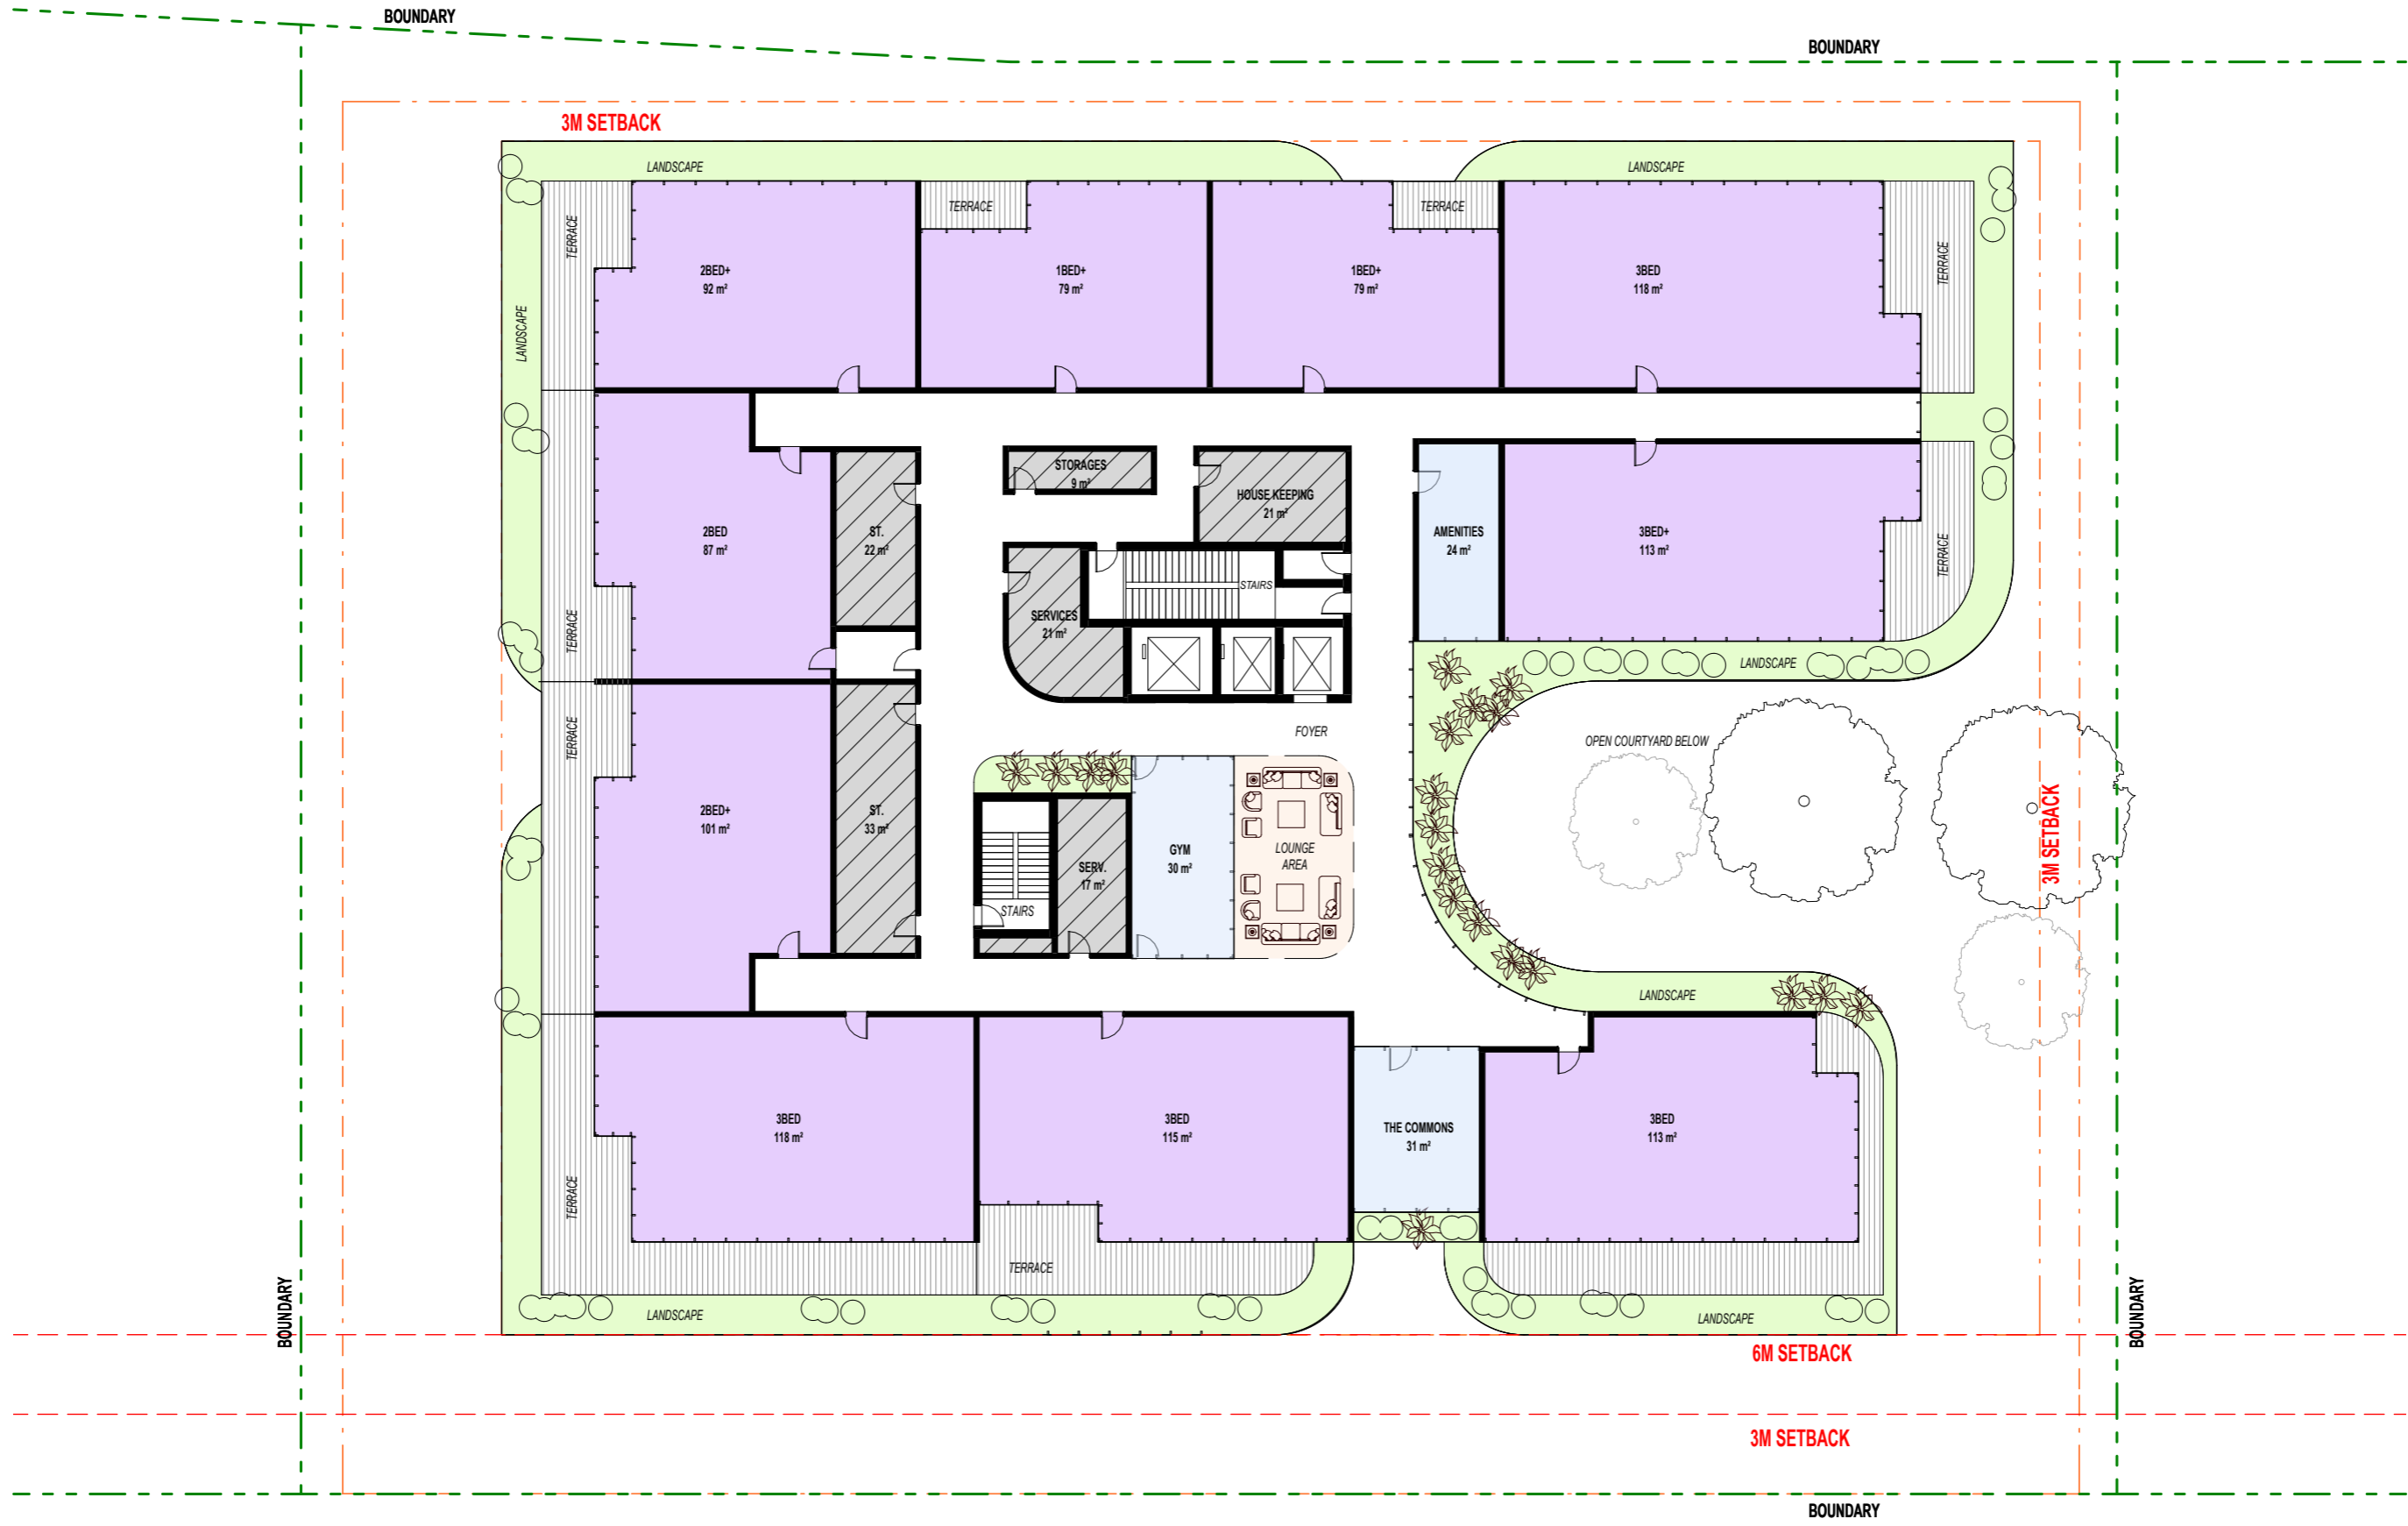 BOUNDARY
BOUNDARY
3M SETBACK
LANDSCAPE
LANDSCAPE
TERRACE
TERRACE
TERRACE
TERRACE
2BED+
92 m²
1BED+
79 m²
1BED+
79 m²
3BED
118 m²
LANDSCAPE
STORAGES
9 m²
HOUSE KEEPING
21 m²
2BED
87 m²
ST.
22 m²
AMENITIES
24 m²
3BED+
113 m²
TERRACE
STAIRS
SERVICES
21 m²
TERRACE
LANDSCAPE
TERRACE
FOYER
OPEN COURTYARD BELOW
2BED+
101 m²
ST.
33 m²
SERV.
17 m²
GYM
30 m²
LOUNGE
AREA
3M SETBACK
STAIRS
LANDSCAPE
3BED
118 m²
3BED
115 m²
THE COMMONS
31 m²
3BED
113 m²
TERRACE
TERRACE
LANDSCAPE
LANDSCAPE
BOUNDARY
BOUNDARY
6M SETBACK
3M SETBACK
BOUNDARY